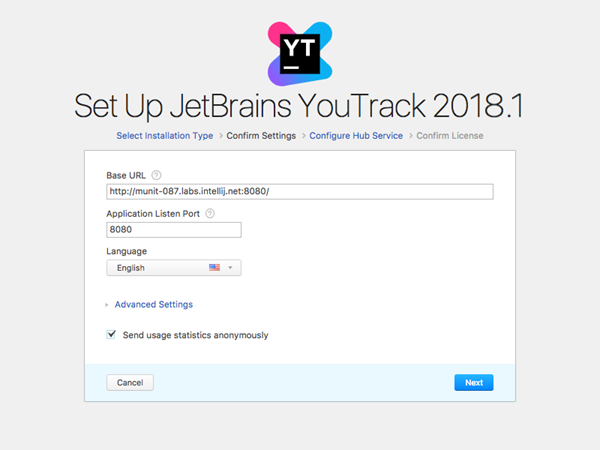 YT
Set Up JetBrains YouTrack 2018.1
Select Installation Type > Confirm Settings > Configure Hub Service > Confirm License
Base URL ?
http://munit-087.labs.intellij.net:8080/
Application Listen Port ?
8080
Language
English
Advanced Settings
Send usage statistics anonymously
Cancel Next